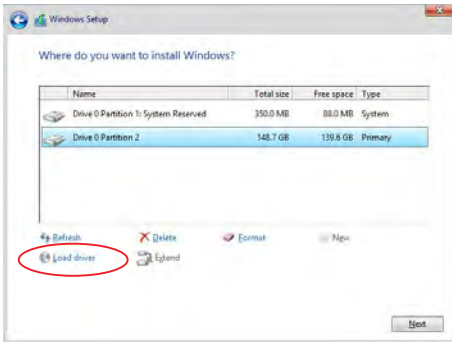 Windows Setup
Where do you want to install Windows?
Name Total size Free space Type
Drive 0 Partition 1: System Reserved 350.0 MB 88.0 MB System
Drive 0 Partition 2 148.7 GB 139.6 GB Primary
Refresh Delete Format New
Load driver Extend
Next